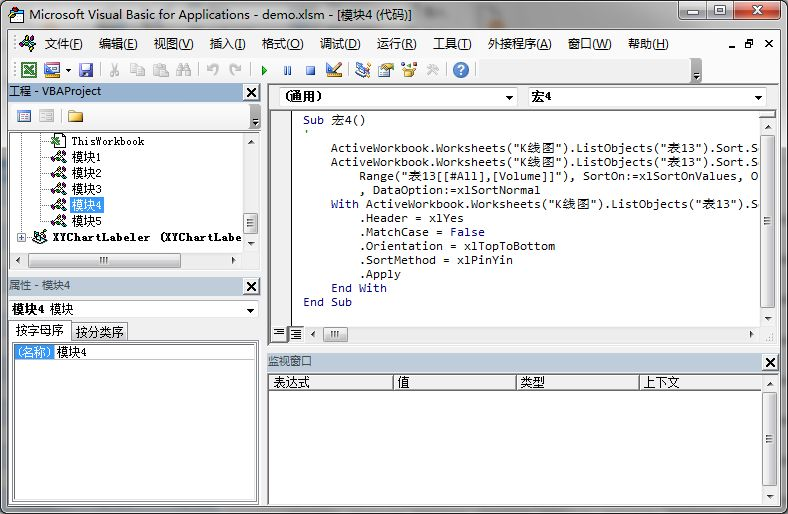 Microsoft Visual Basic for Applications - demo.xlsm - [模块4 (代码)]
文件(F) 编辑(E) 视图(V) 插入(I) 格式(O) 调试(D) 运行(R) 工具(T) 外接程序(A) 窗口(W) 帮助(H)
工程 - VBAProject
ThisWorkbook
模块1
模块2
模块3
模块4
模块5
XYChartLabeler (XYChartLabe
属性 - 模块4
模块4 模块
按字母序 按分类序
(名称) 模块4
(通用) 宏4
Sub 宏4()
'
ActiveWorkbook.Worksheets("K线图").ListObjects("表13").Sort.S
ActiveWorkbook.Worksheets("K线图").ListObjects("表13").Sort.S
Range("表13[[#All],[Volume]]"), SortOn:=xlSortOnValues, O
, DataOption:=xlSortNormal
With ActiveWorkbook.Worksheets("K线图").ListObjects("表13").S
.Header = xlYes
.MatchCase = False
.Orientation = xlTopToBottom
.SortMethod = xlPinYin
.Apply
End With
End Sub
监视窗口
表达式 值 类型 上下文